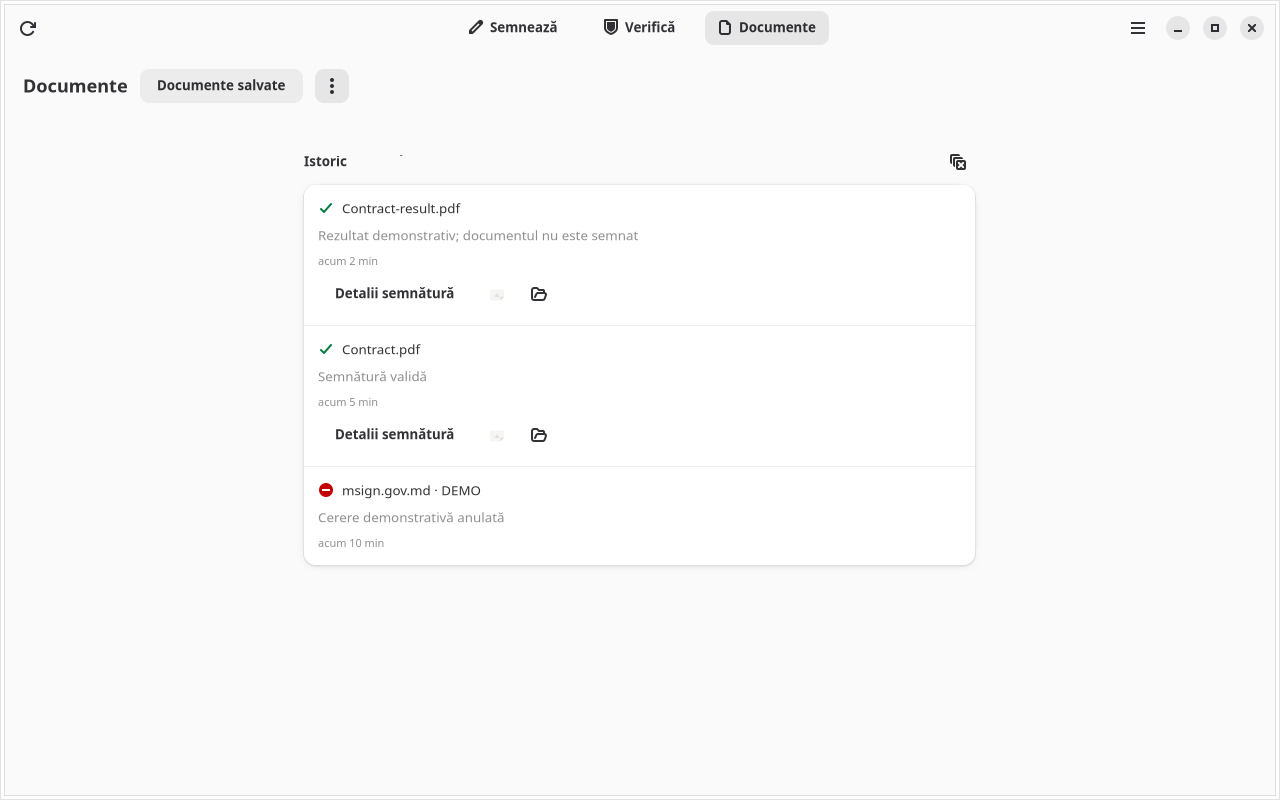 Semnează
Verifică
Documente
Documente
Documente salvate
Istoric
Contract-result.pdf
Rezultat demonstrativ; documentul nu este semnat
acum 2 min
Detalii semnătură
Contract.pdf
Semnătură validă
acum 5 min
Detalii semnătură
msign.gov.md · DEMO
Cerere demonstrativă anulată
acum 10 min